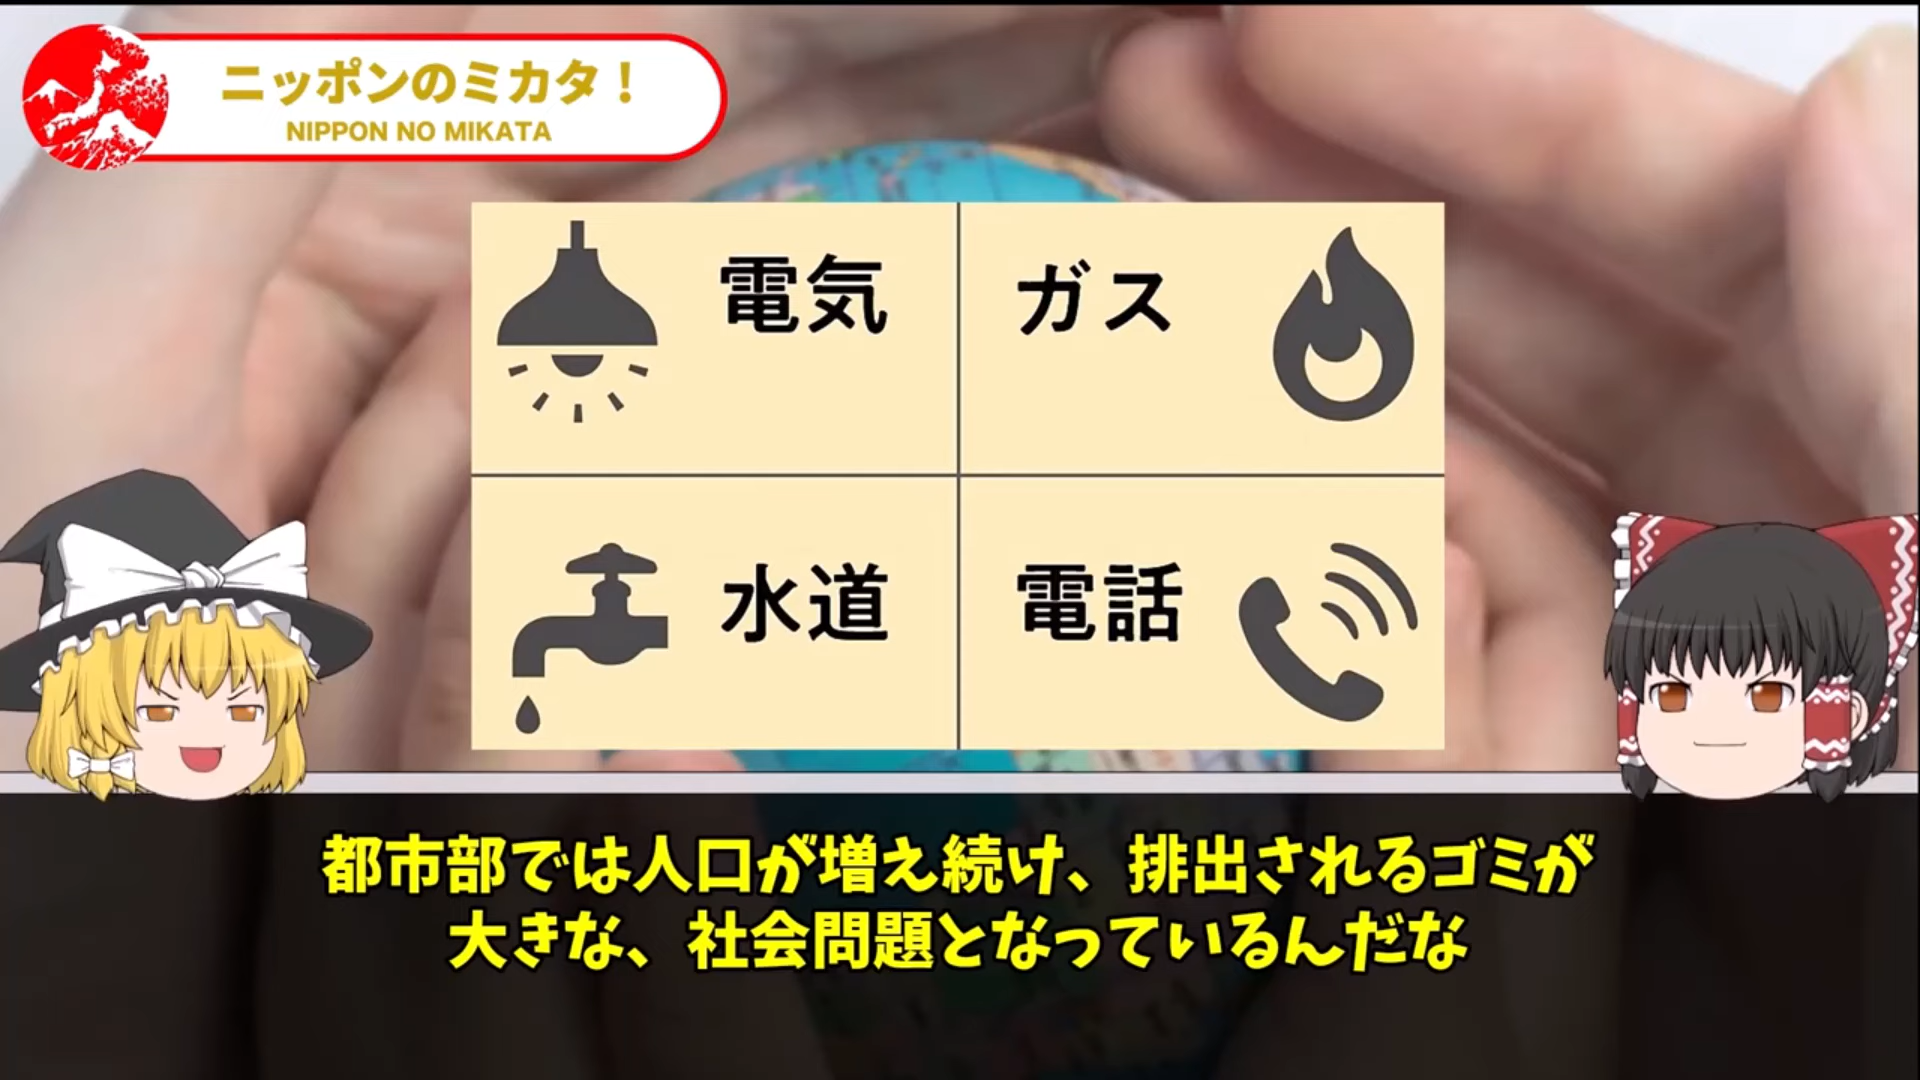 ニッポンのミカタ！
NIPPON NO MIKATA
電気
ガス
水道
電話
都市部では人口が増え続け、排出されるゴミが
大きな、社会問題となっているんだな